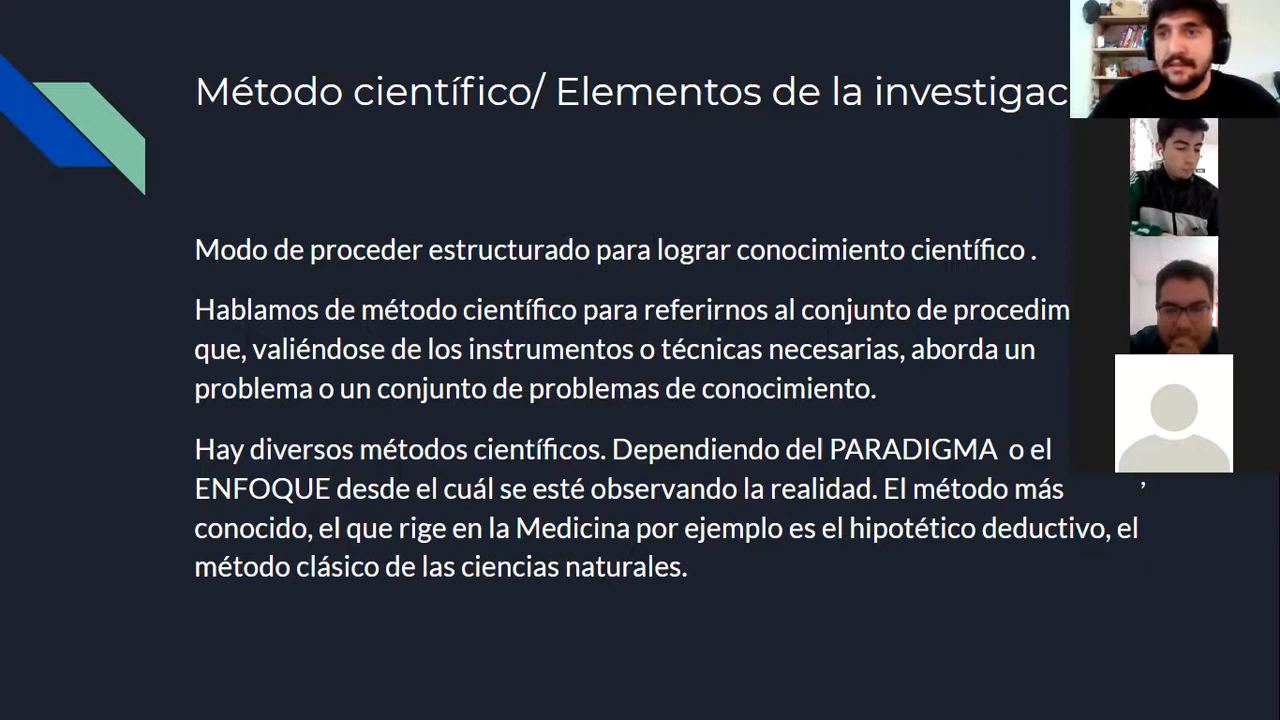 Método científico/ Elementos de la investigac
Modo de proceder estructurado para lograr conocimiento científico .
Hablamos de método científico para referirnos al conjunto de procedim
que, valiéndose de los instrumentos o técnicas necesarias, aborda un
problema o un conjunto de problemas de conocimiento.
Hay diversos métodos científicos. Dependiendo del PARADIGMA o el
ENFOQUE desde el cuál se esté observando la realidad. El método más
conocido, el que rige en la Medicina por ejemplo es el hipotético deductivo, el
método clásico de las ciencias naturales.